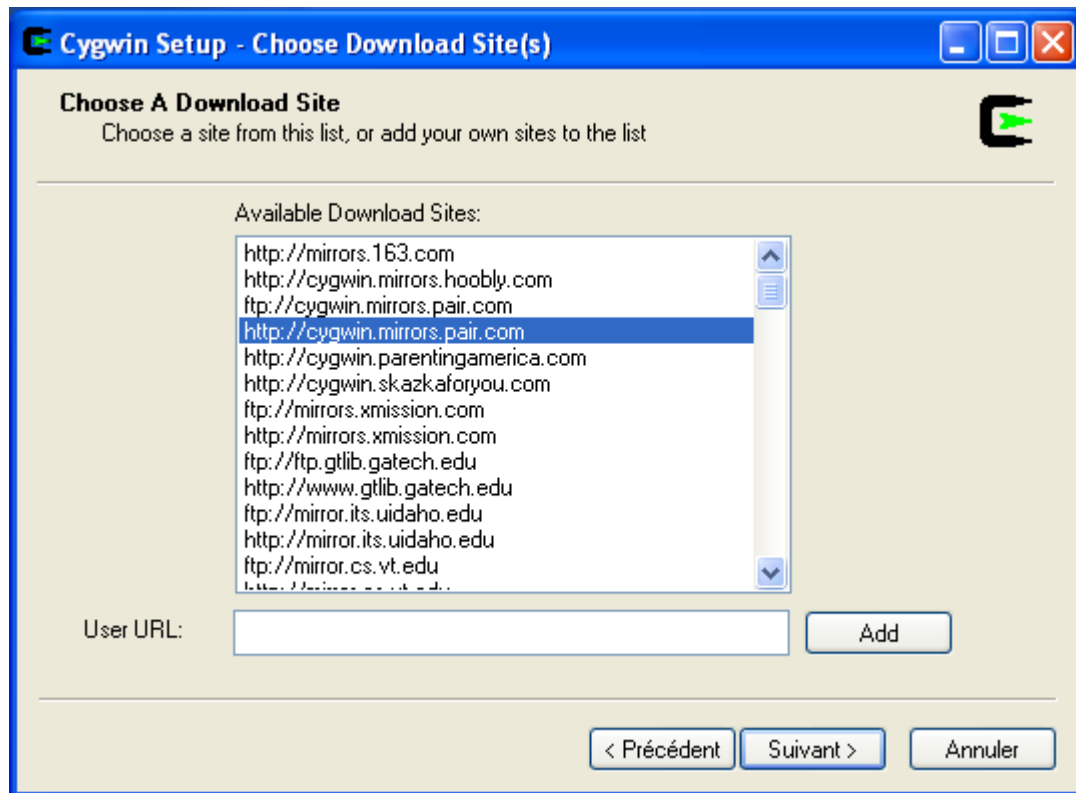 Cygwin Setup - Choose Download Site(s)
Choose A Download Site
Choose a site from this list, or add your own sites to the list
Available Download Sites:
http://mirrors.163.com
http://cygwin.mirrors.hoobly.com
ftp://cygwin.mirrors.pair.com
http://cygwin.mirrors.pair.com
http://cygwin.parentingamerica.com
http://cygwin.skazkaforyou.com
ftp://mirrors.xmission.com
http://mirrors.xmission.com
ftp://ftp.gtlib.gatech.edu
http://www.gtlib.gatech.edu
ftp://mirror.its.uidaho.edu
http://mirror.its.uidaho.edu
ftp://mirror.cs.vt.edu
User URL:
Add
< Précédent
Suivant >
Annuler